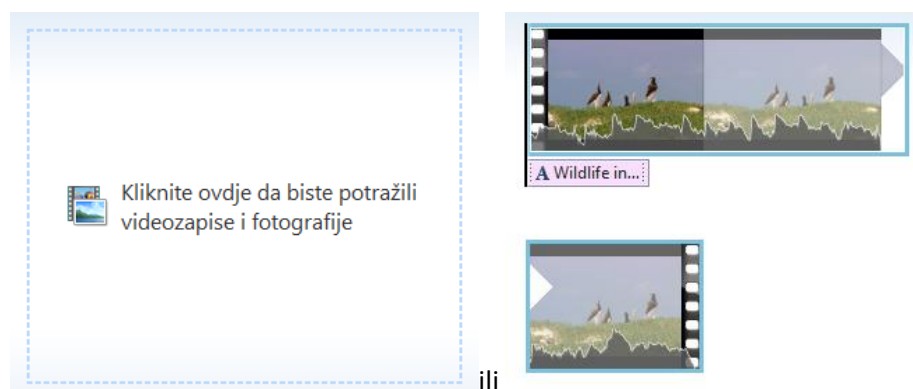 Kliknite ovdje da biste potražili
videozapise i fotografije
ili
A Wildlife in...